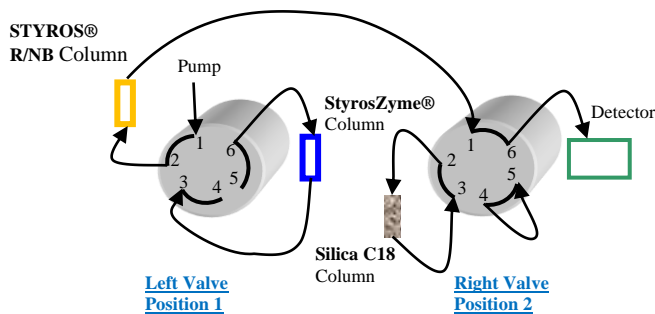 STYROS®
R/NB Column
Pump
StyrosZyme®
Column
Detector
1
2
3
4
5
6
1
2
3
4
5
6
Silica C18
Column
Left Valve
Position 1
Right Valve
Position 2